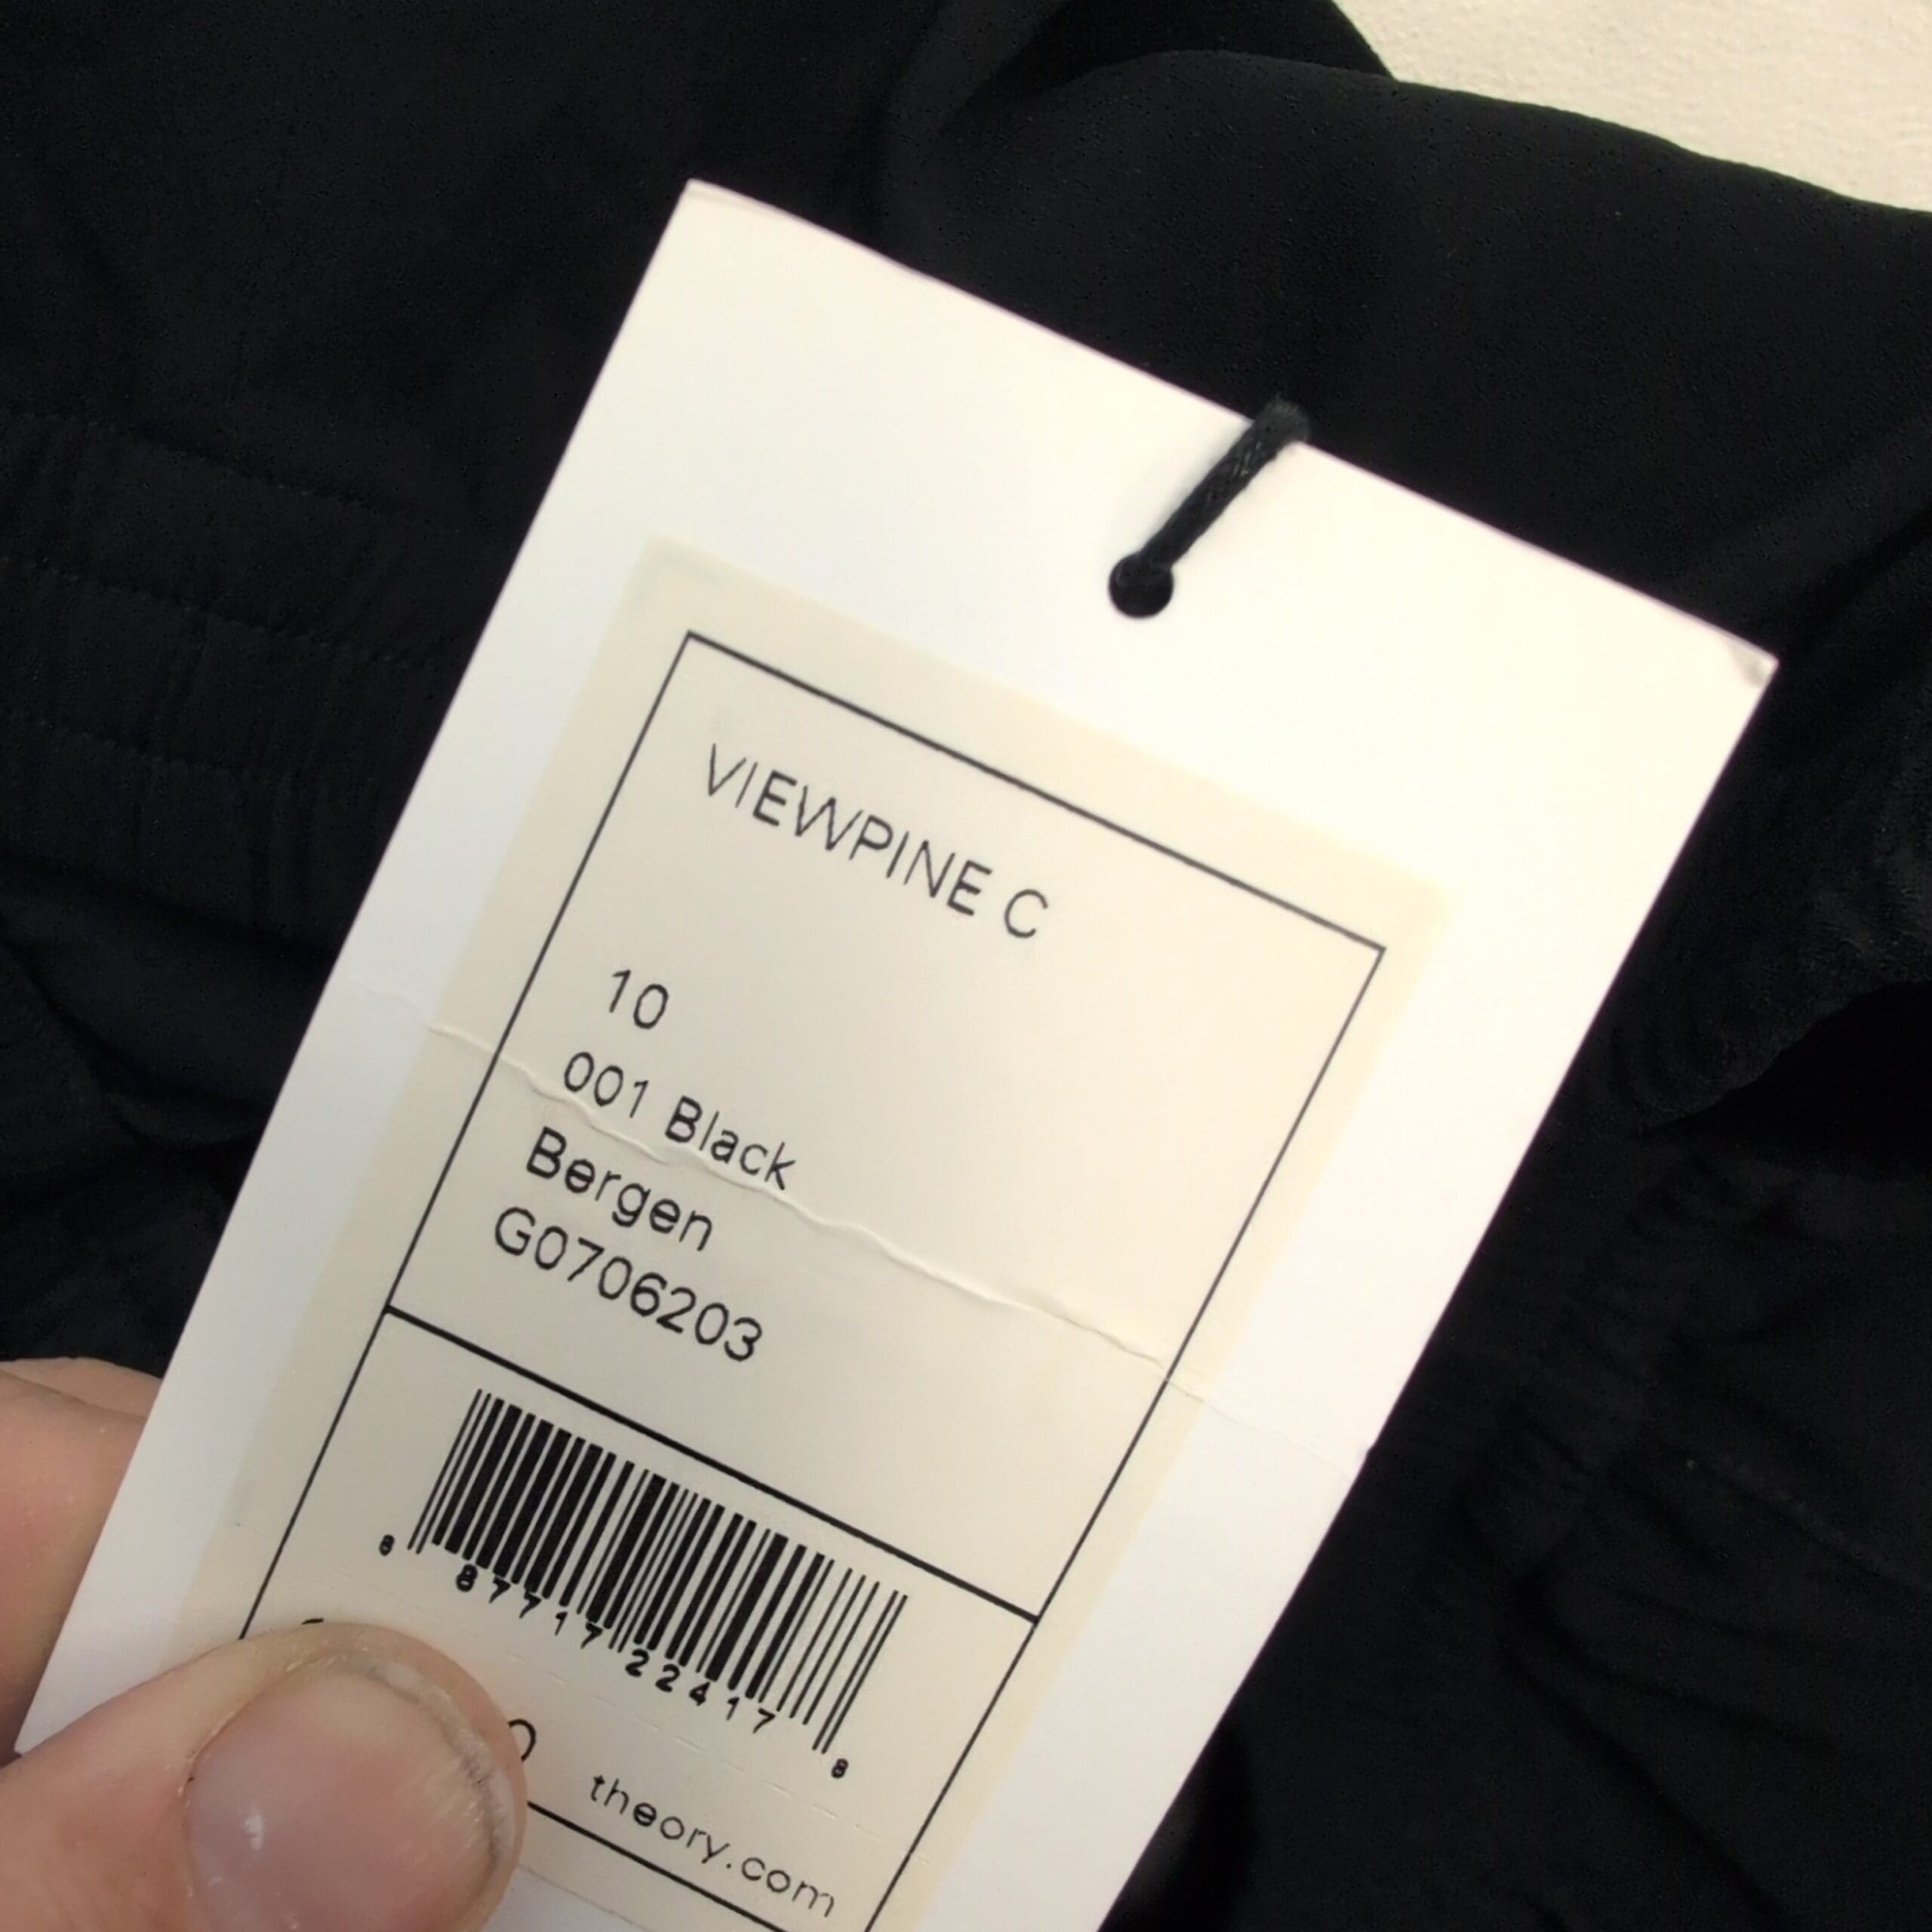 VIEWPINE C
10
001 Black
Bergen
G0706203
8 87717 22417 8
theory.com